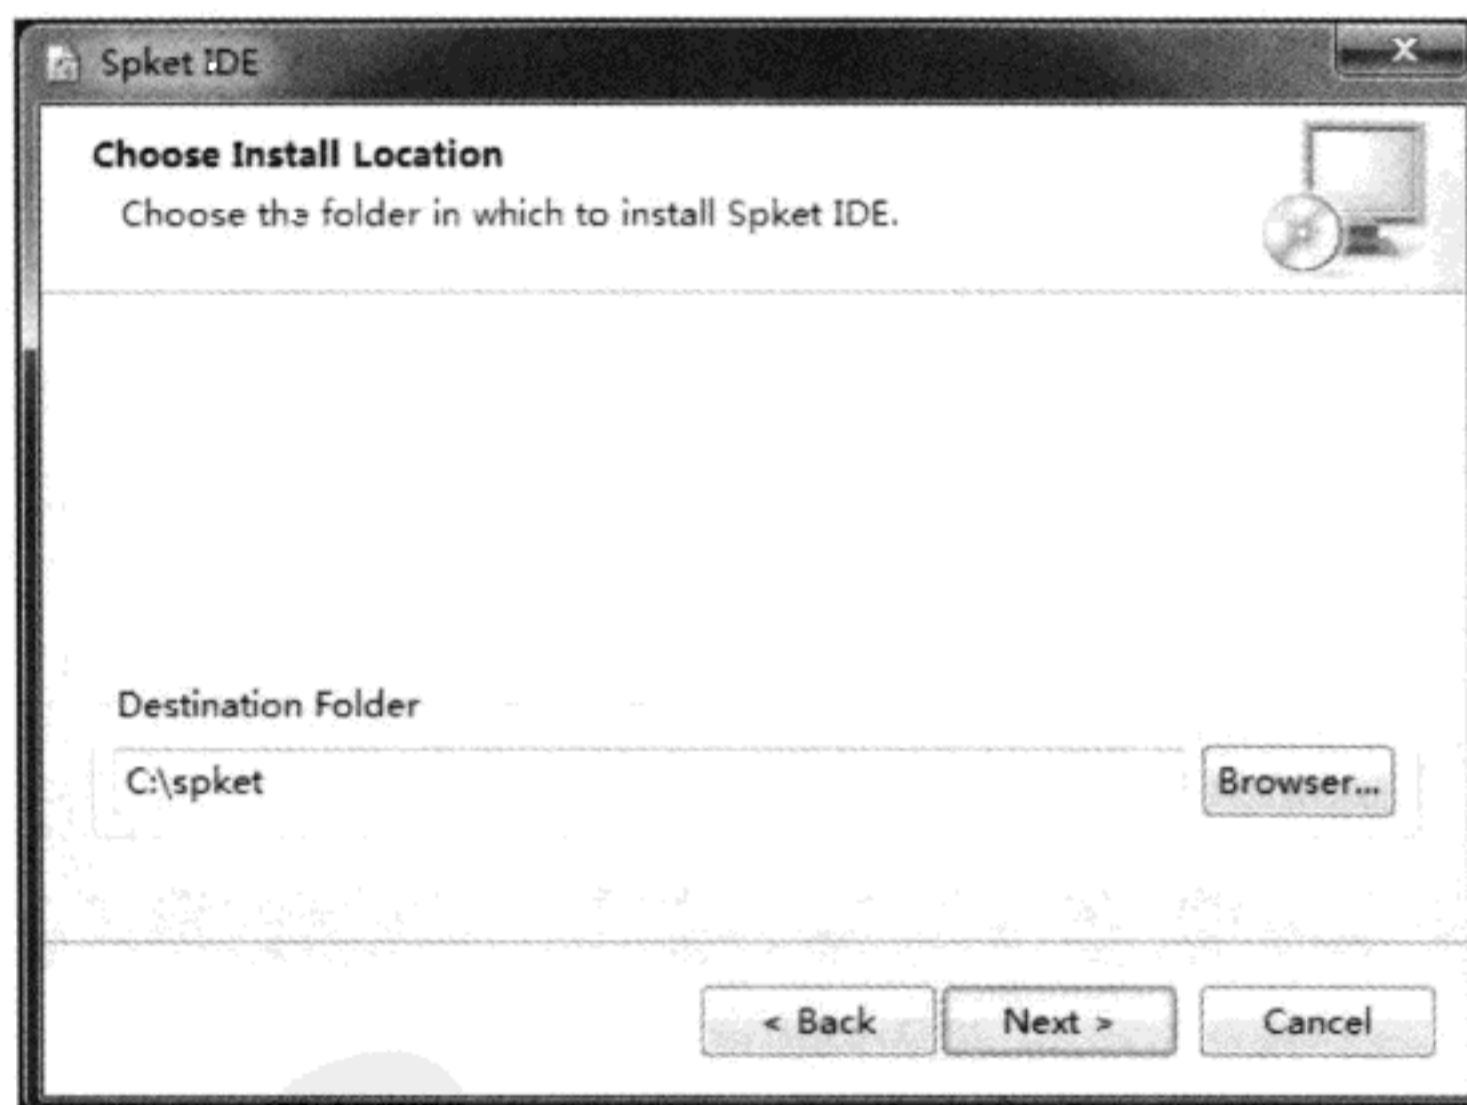 Spket IDE
Choose Install Location
Choose the folder in which to install Spket IDE.
Destination Folder
C:\spket
Browser...
< Back
Next >
Cancel